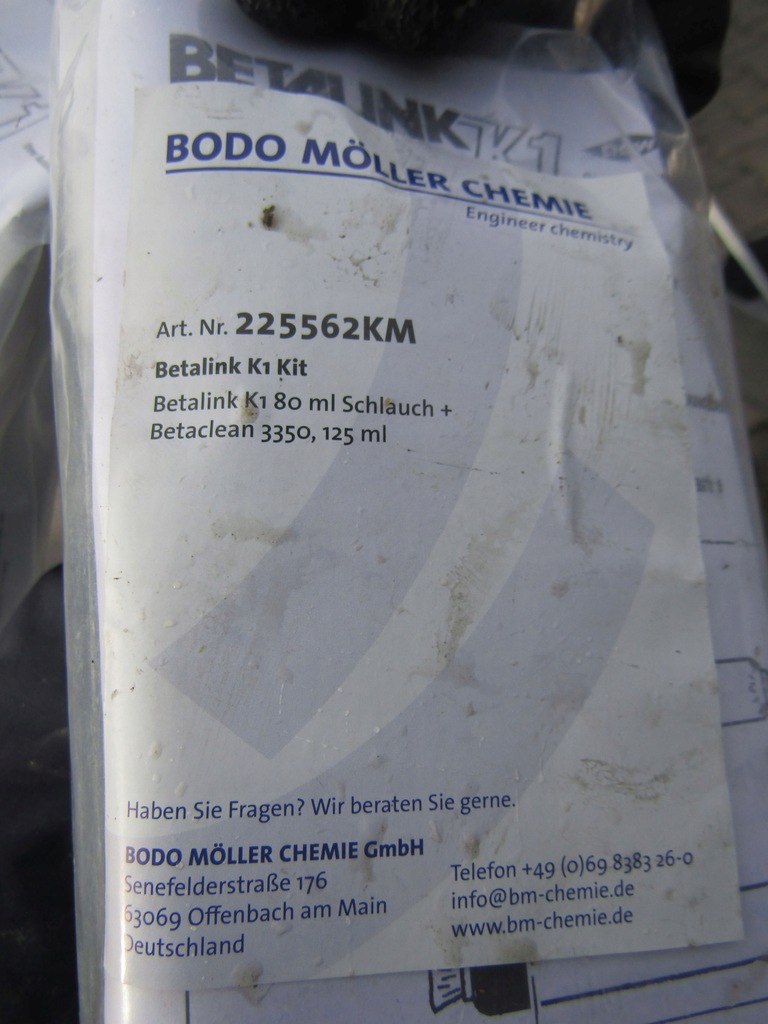 BETALINK K1
BODO MÖLLER CHEMIE
Engineer chemistry
Art. Nr. 225562KM
Betalink K1 Kit
Betalink K1 80 ml Schlauch +
Betaclean 3350, 125 ml
Haben Sie Fragen? Wir beraten Sie gerne.
BODO MÖLLER CHEMIE GmbH
Senefelderstraße 176
63069 Offenbach am Main
Deutschland
Telefon +49 (0)69 8383 26-0
info@bm-chemie.de
www.bm-chemie.de